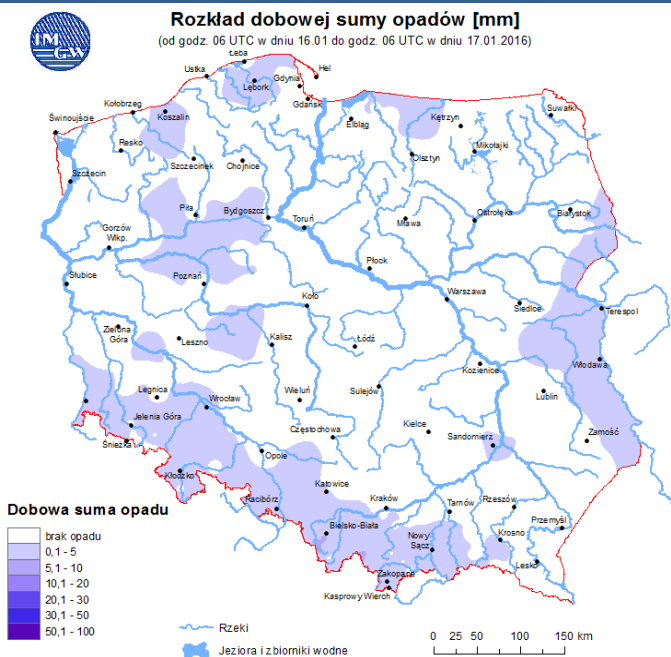 IM
GW
Rozkład dobowej sumy opadów [mm]
(od godz. 06 UTC w dniu 16.01 do godz. 06 UTC w dniu 17.01.2016)
Łeba
Ustka
Hel
Gdynia
Lębork
Gdańsk
Kołobrzeg
Koszalin
Suwałki
Świnoujście
Elbląg
Kętrzyn
Resko
Mikołajki
Szczecinek
Chojnice
Olsztyn
Szczecin
Piła
Bydgoszcz
Toruń
Mława
Ostrołęka
Białystok
Gorzów
Wlkp.
Płock
Słubice
Poznań
Koło
Warszawa
Siedlce
Terespol
Zielona
Góra
Leszno
Kalisz
Łódź
Włodawa
Kozienice
Legnica
Wrocław
Wieluń
Sulejów
Lublin
Jelenia Góra
Częstochowa
Kielce
Sandomierz
Zamość
Śnieżka
Opole
Kłodzko
Katowice
Racibórz
Kraków
Tarnów
Rzeszów
Przemyśl
Bielsko-Biała
Nowy
Sącz
Krosno
Lesko
Zakopane
Kasprowy Wierch
Dobowa suma opadu
brak opadu
0,1 - 5
5,1 - 10
10,1 - 20
20,1 - 30
30,1 - 50
50,1 - 100
Rzeki
Jeziora i zbiorniki wodne
0 25 50 100 150 km